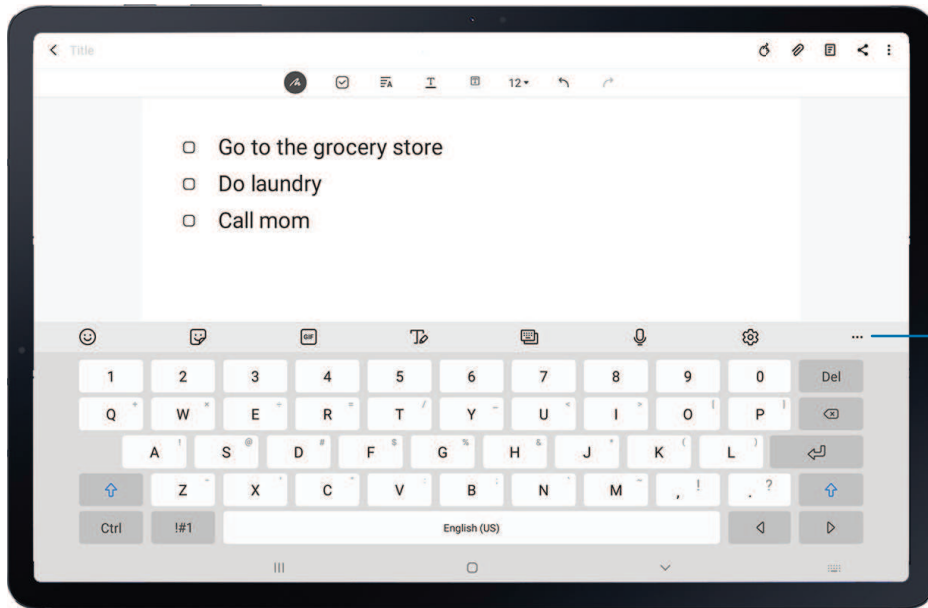 Title
12
Go to the grocery store
Do laundry
Call mom
GIF
1 2 3 4 5 6 7 8 9 0 Del
Q W E R T Y U I O P
A S D F G H J K L
Z X C V B N M , ! . ?
Ctrl !#1 English (US)